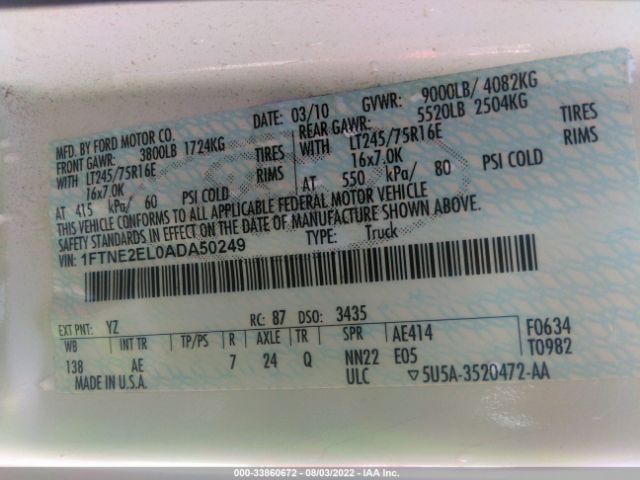 MFD. BY FORD MOTOR CO.
DATE: 03/10 GVWR: 9000LB/ 4082KG
FRONT GAWR: 3800LB 1724KG
REAR GAWR: 5520LB 2504KG
WITH LT245/75R16E TIRES
WITH LT245/75R16E TIRES
16x7.0K RIMS
16x7.0K RIMS
AT 415 kPa/ 60 PSI COLD
AT 550 kPa/ 80 PSI COLD
THIS VEHICLE CONFORMS TO ALL APPLICABLE FEDERAL MOTOR VEHICLE
SAFETY STANDARDS IN EFFECT ON THE DATE OF MANUFACTURE SHOWN ABOVE.
VIN: 1FTNE2EL0ADA50249
TYPE: Truck
EXT PNT: YZ RC: 87 DSO: 3435
WB INT TR TP/PS R AXLE TR SPR AE414 F0634
138 AE 7 24 Q NN22 E05 T0982
MADE IN U.S.A. ULC ▽5U5A-3520472-AA
000-33860672 - 08/03/2022 - IAA Inc.